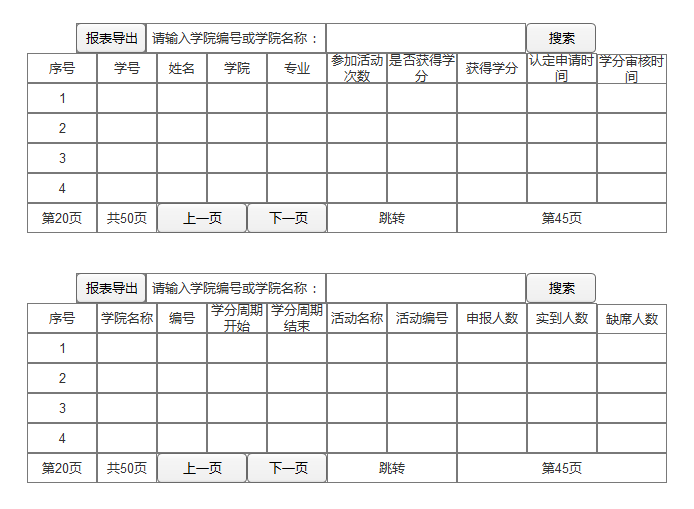 报表导出 请输入学院编号或学院名称： 搜索
序号 学号 姓名 学院 专业 参加活动次数 是否获得学分 获得学分 认定申请时间 学分审核时间
1
2
3
4
第20页 共50页 上一页 下一页 跳转 第45页
报表导出 请输入学院编号或学院名称： 搜索
序号 学院名称 编号 学分周期开始 学分周期结束 活动名称 活动编号 申报人数 实到人数 缺席人数
1
2
3
4
第20页 共50页 上一页 下一页 跳转 第45页